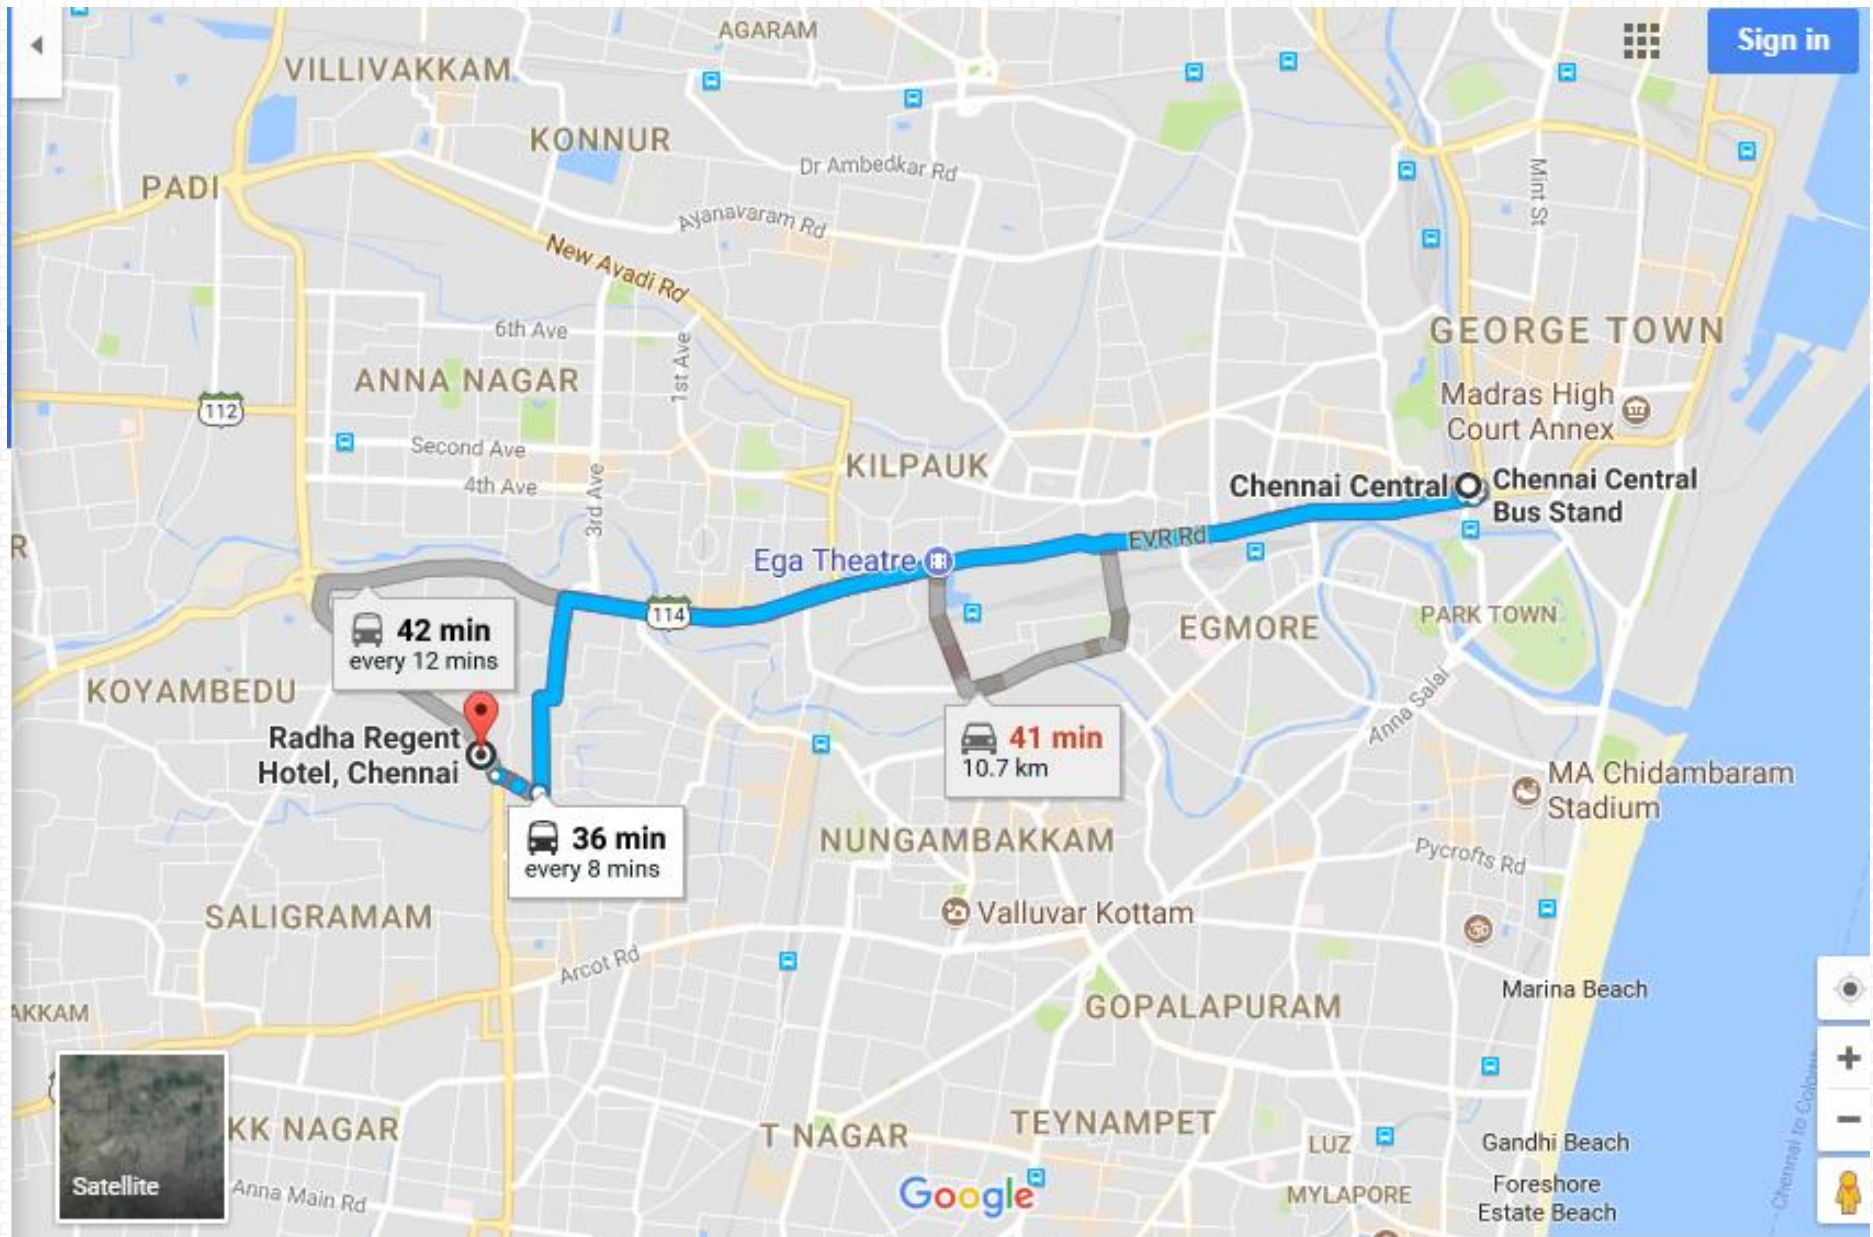 AGARAM
Sign in
VILLIVAKKAM
KONNUR
Dr Ambedkar Rd
PADI
Mint St
Ayanavaram Rd
New Avadi Rd
6th Ave
GEORGE TOWN
1st Ave
ANNA NAGAR
Madras High
Court Annex
112
Second Ave
KILPAUK
4th Ave
3rd Ave
Chennai Central
Chennai Central
Bus Stand
EVR Rd
R
Ega Theatre
114
EGMORE
PARK TOWN
42 min
every 12 mins
KOYAMBEDU
Anna Salai
Radha Regent
Hotel, Chennai
41 min
10.7 km
MA Chidambaram
Stadium
36 min
every 8 mins
NUNGAMBAKKAM
Pycrofts Rd
SALIGRAMAM
Valluvar Kottam
Arcot Rd
Marina Beach
AKKAM
GOPALAPURAM
KK NAGAR
T NAGAR
TEYNAMPET
LUZ
Gandhi Beach
Satellite
Anna Main Rd
Google
MYLAPORE
Foreshore
Estate Beach
Chennai to